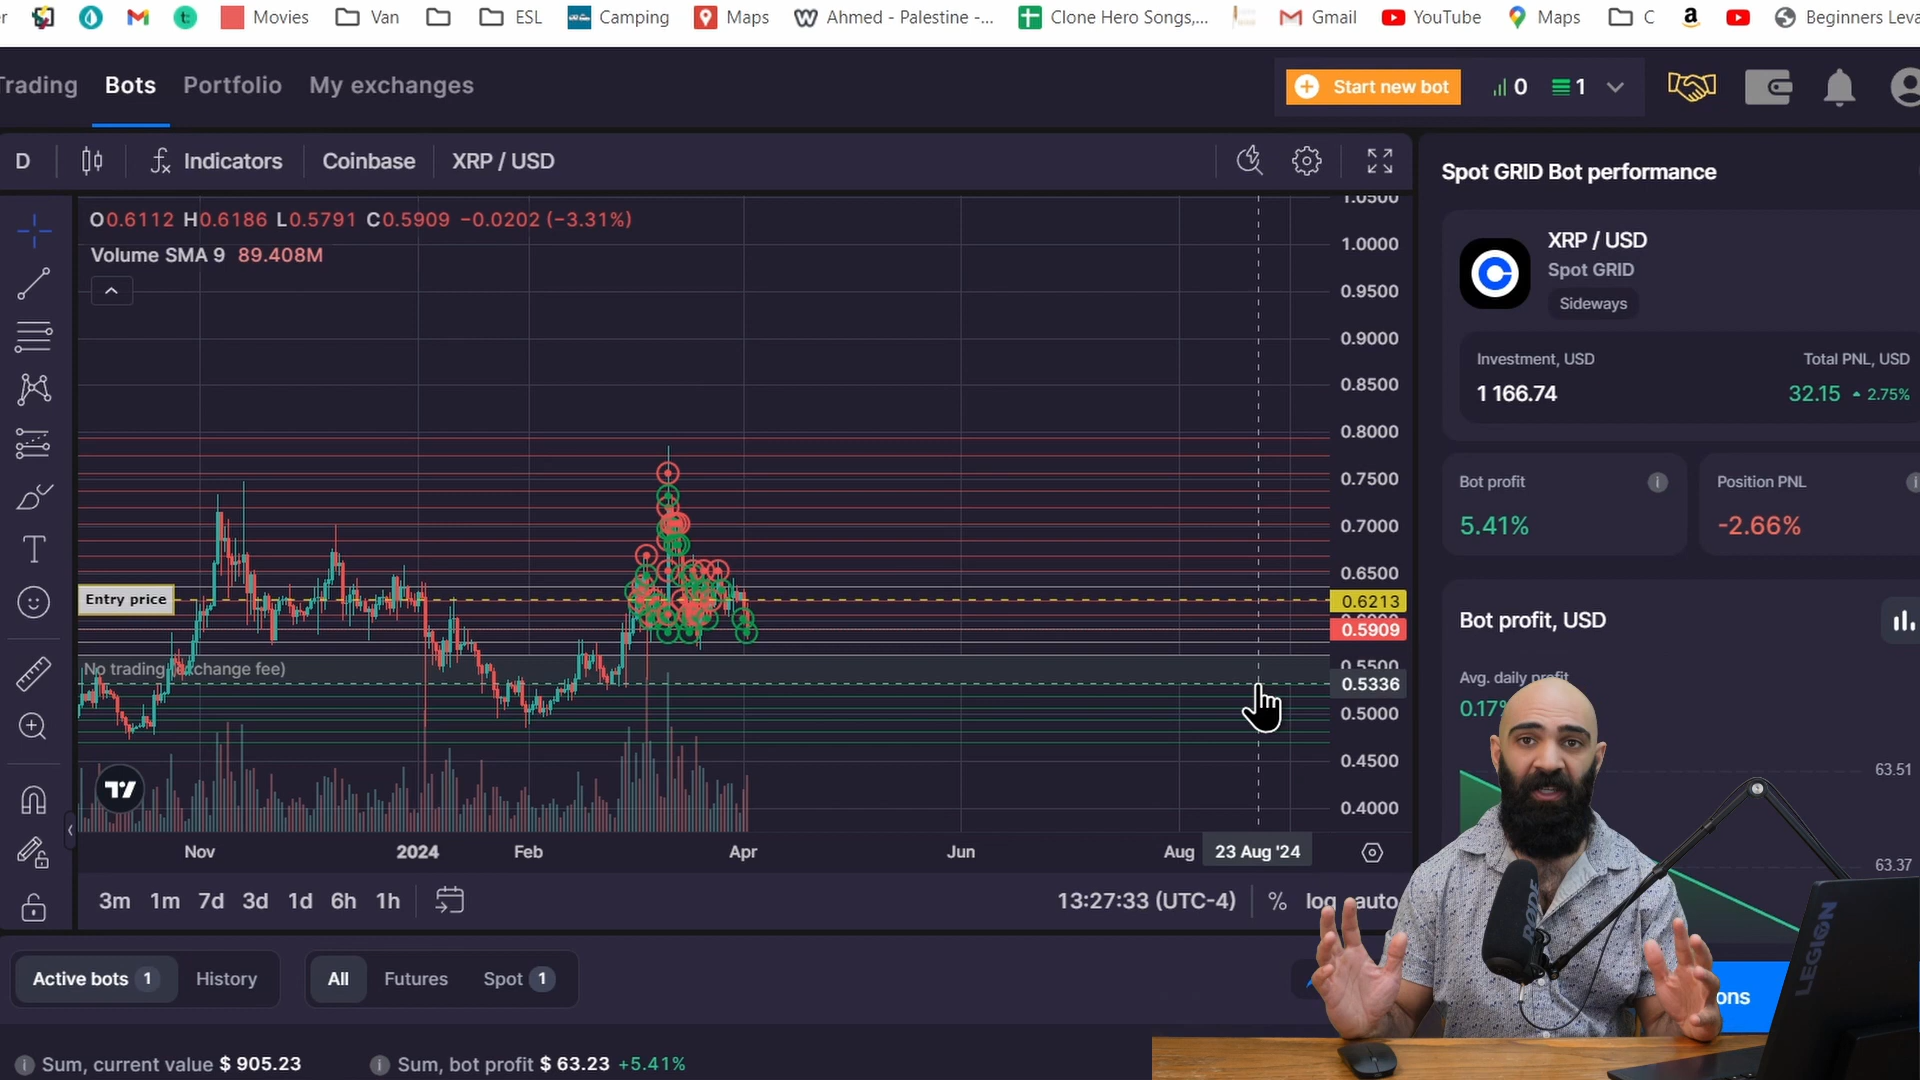 Movies Van ESL Camping Maps Ahmed - Palestine -... Clone Hero Songs,... Gmail YouTube Maps C Beginners Leva
Trading Bots Portfolio My exchanges Start new bot 0 1
D Indicators Coinbase XRP / USD
O0.6112 H0.6186 L0.5791 C0.5909 −0.0202 (−3.31%)
Volume SMA 9 89.408M
1.0500
1.0000
0.9500
0.9000
0.8500
0.8000
0.7500
0.7000
0.6500
Entry price
0.6213
0.5909
No trading (exchange fee)
0.5500
0.5336
0.5000
0.4500
0.4000
Nov 2024 Feb Apr Jun Aug 23 Aug '24
3m 1m 7d 3d 1d 6h 1h 13:27:33 (UTC-4) % log auto
Spot GRID Bot performance
XRP / USD
Spot GRID
Sideways
Investment, USD Total PNL, USD
1 166.74 32.15 2.75%
Bot profit Position PNL
5.41% -2.66%
Bot profit, USD
Avg. daily profit
0.17%
63.51
63.37
Active bots 1 History All Futures Spot 1
ons
Sum, current value $ 905.23 Sum, bot profit $ 63.23 +5.41%
RODE
LEGION